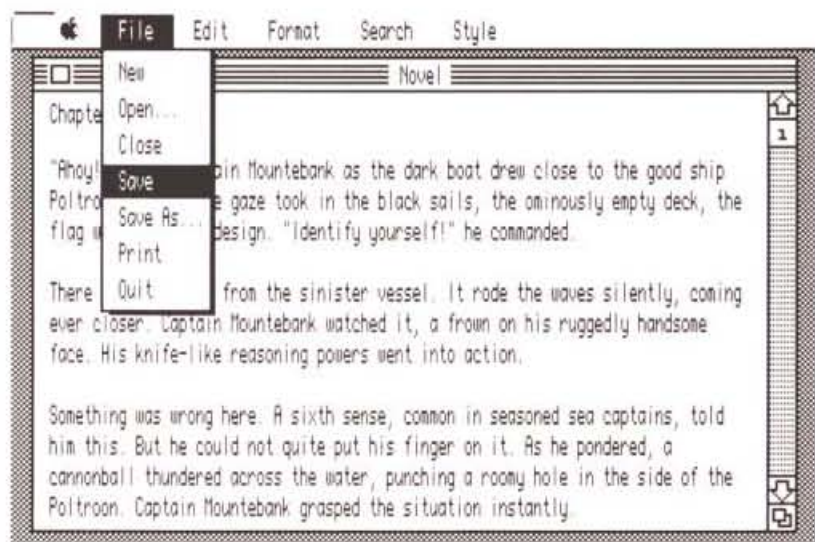 File Edit Format Search Style
Novel
New
Open...
Close
Save
Save As...
Print
Quit
Chapte
1
"Ahoy! ain Mountebank as the dark boat drew close to the good ship
Poltro e gaze took in the black sails, the ominously empty deck, the
flag w design. "Identify yourself!" he commanded.
There from the sinister vessel. It rode the waves silently, coming
ever closer. Captain Mountebank watched it, a frown on his ruggedly handsome
face. His knife-like reasoning powers went into action.
Something was wrong here. A sixth sense, common in seasoned sea captains, told
him this. But he could not quite put his finger on it. As he pondered, a
cannonball thundered across the water, punching a roomy hole in the side of the
Poltroon. Captain Mountebank grasped the situation instantly.